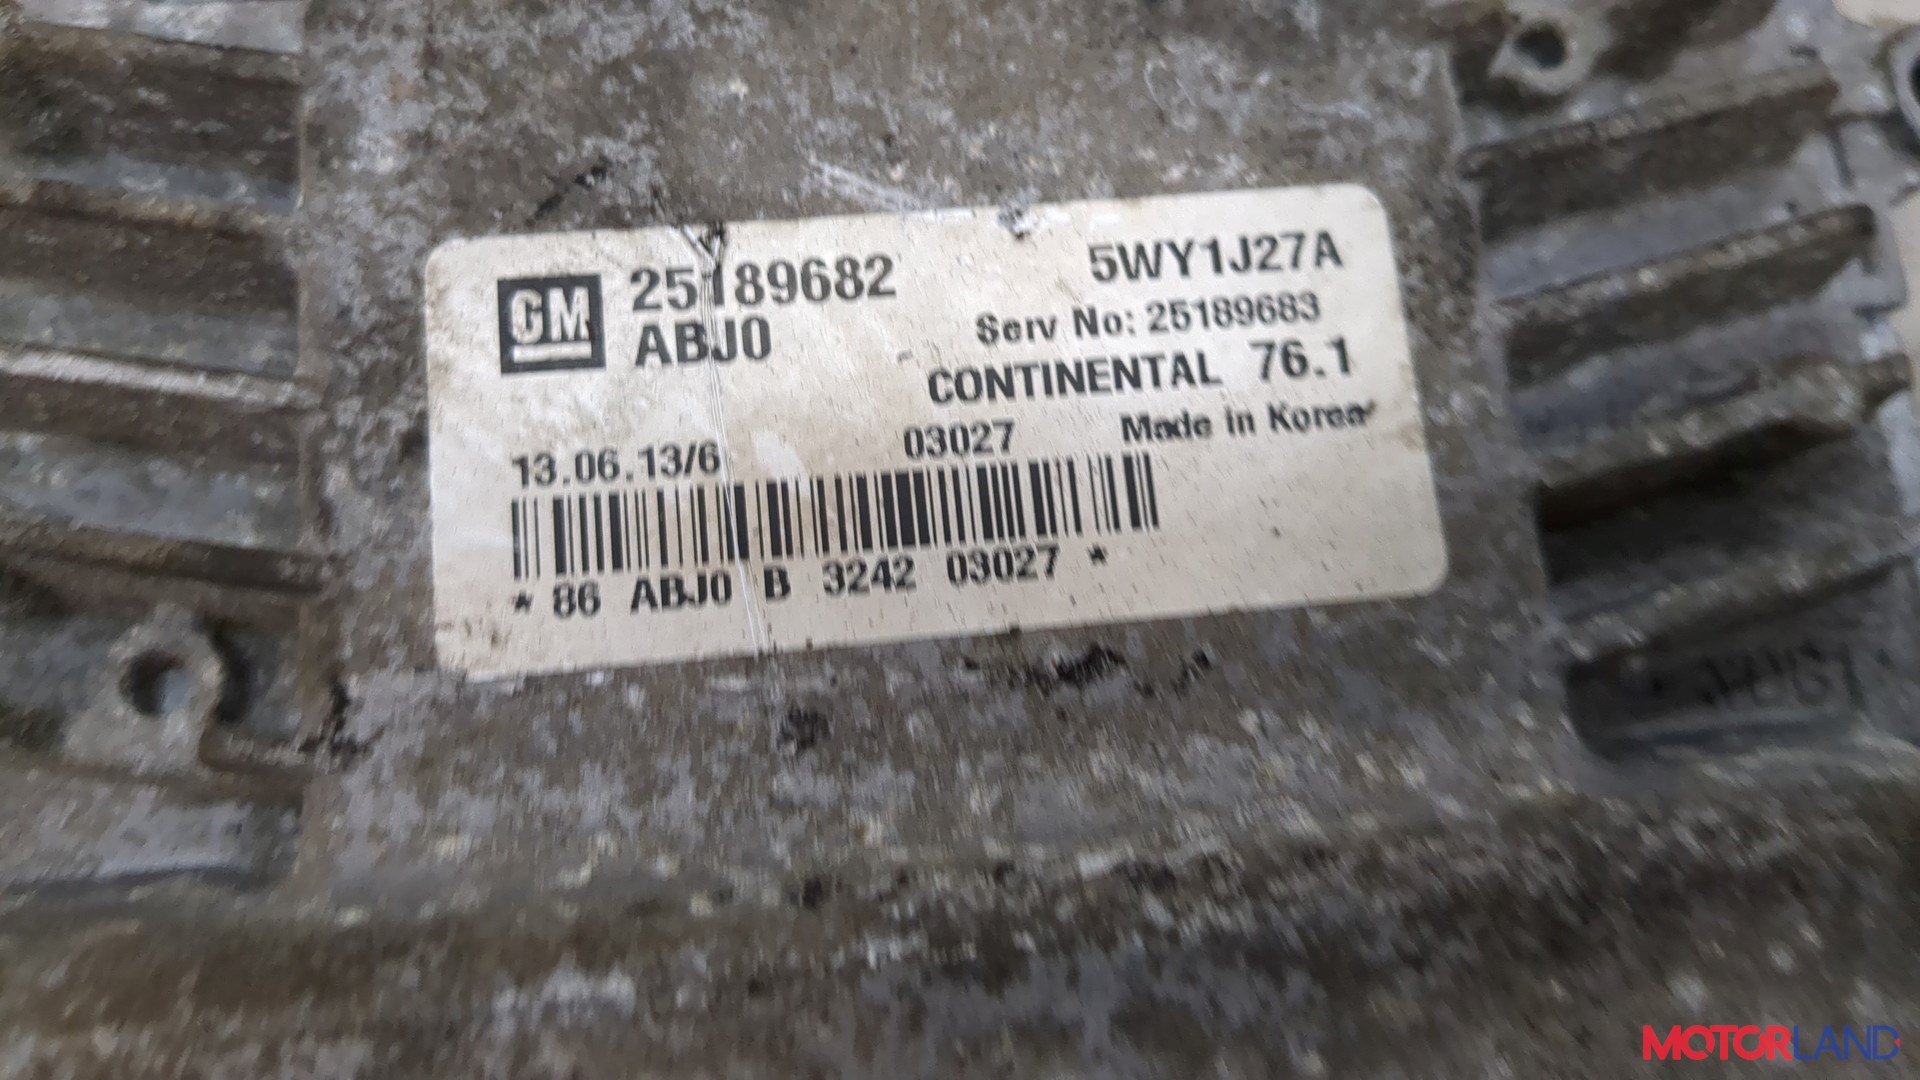 GM 25189682 5WY1J27A
ABJ0 Serv No: 25189683
CONTINENTAL 76.1
13.06.13/6 03027 Made in Korea
* 86 ABJ0 B 3242 03027 *
MOTORLAND